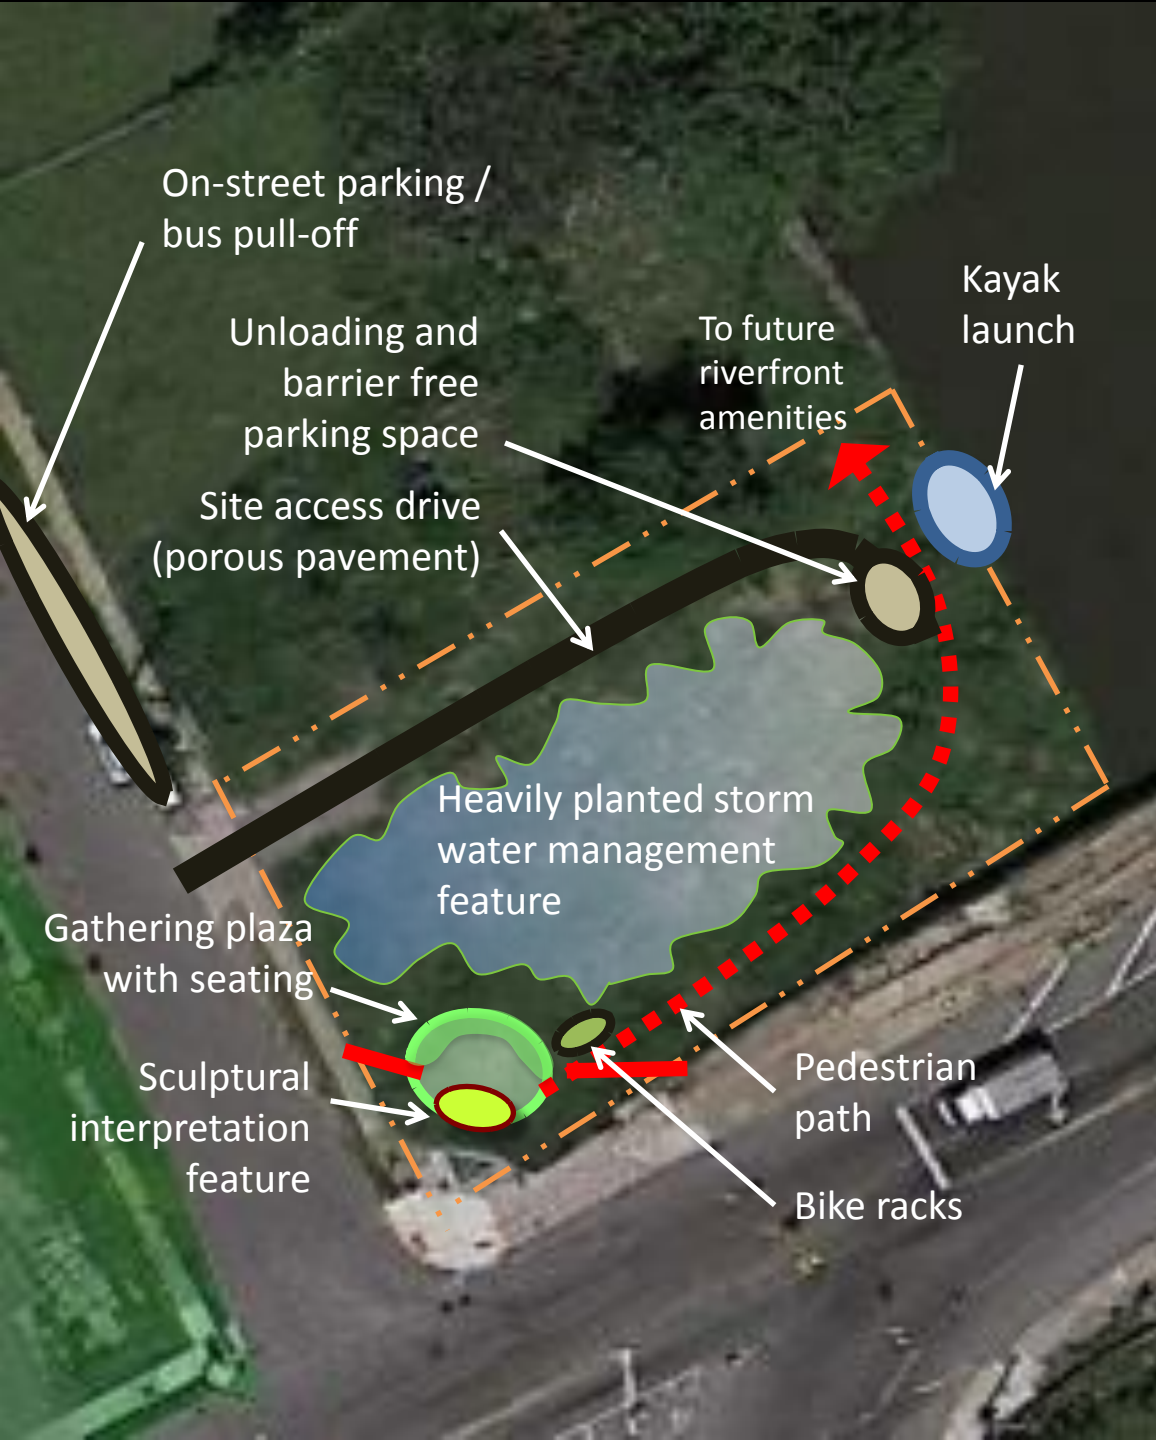 On-street parking /
bus pull-off
Kayak
launch
Unloading and
barrier free
parking space
To future
riverfront
amenities
Site access drive
(porous pavement)
Heavily planted storm
water management
feature
Gathering plaza
with seating
Sculptural
interpretation
feature
Pedestrian
path
Bike racks